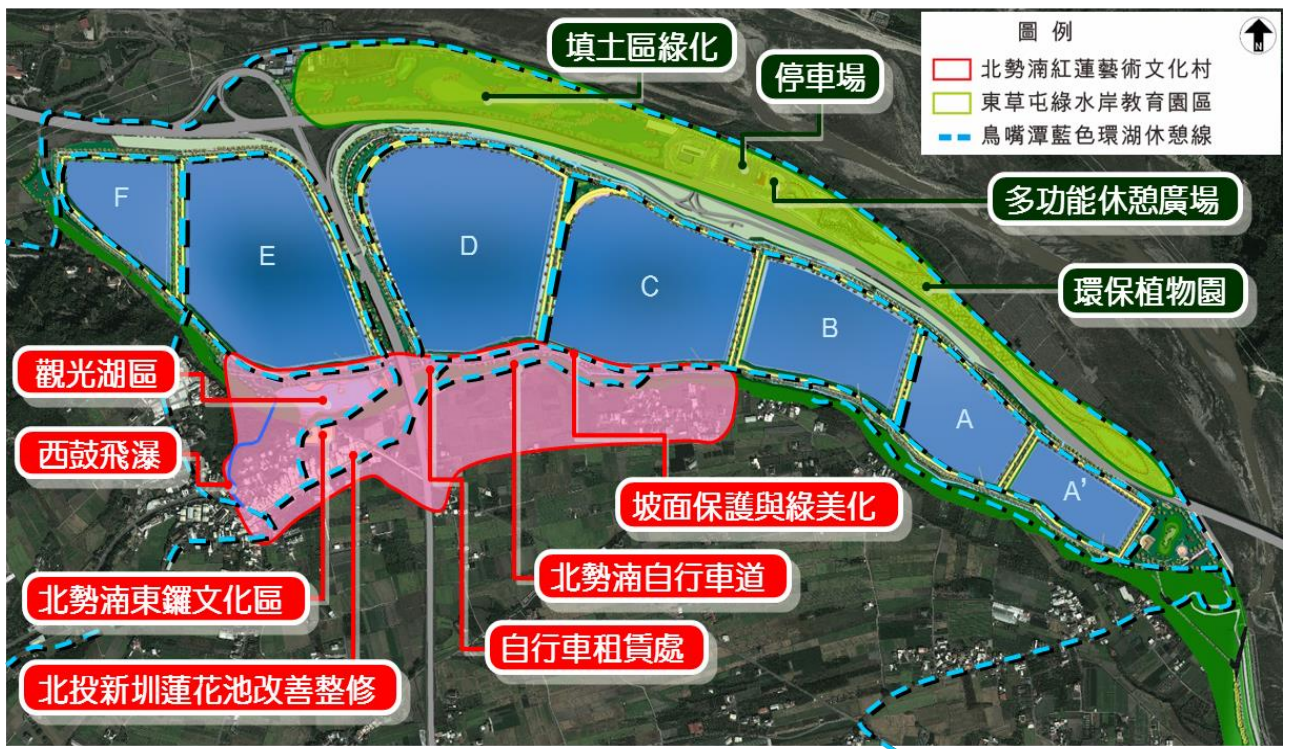 圖例
N
北勢湳紅蓮藝術文化村
東草屯綠水岸教育園區
鳥嘴潭藍色環湖休憩線
填土區綠化
停車場
多功能休憩廣場
環保植物園
F
E
D
C
B
A
A'
觀光湖區
西鼓飛瀑
坡面保護與綠美化
北勢湳自行車道
北勢湳東鑼文化區
自行車租賃處
北投新圳蓮花池改善整修